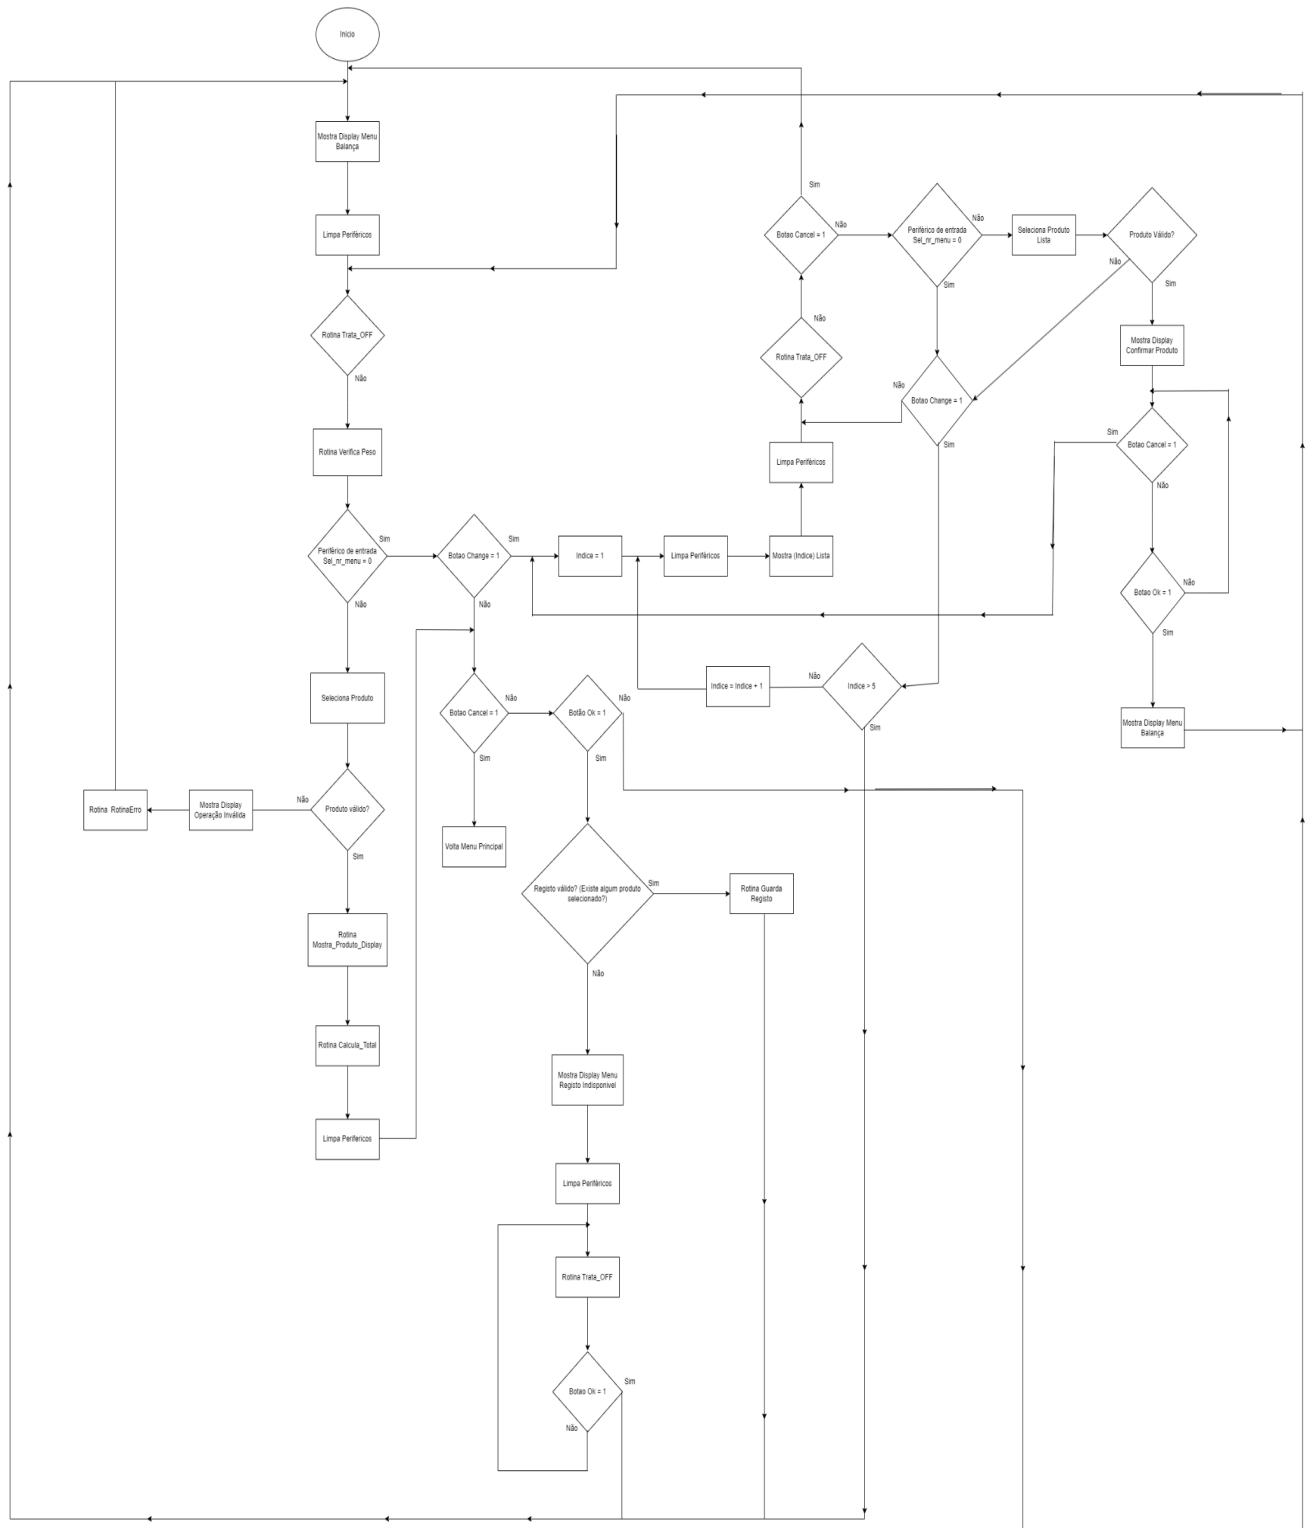 Início
Mostra Display Menu
Balança
Limpa Periféricos
Rotina Trata_OFF
Não
Rotina Verifica Peso
Periférico de entrada
Sel_nr_menu = 0
Sim
Não
Seleciona Produto
Produto válido?
Não
Sim
Mostra Display
Operação Inválida
Rotina RotinaErro
Rotina
Mostra_Produto_Display
Rotina Calcula_Total
Limpa Perifericos
Botao Change = 1
Sim
Não
Botao Cancel = 1
Não
Sim
Volta Menu Principal
Botão Ok = 1
Não
Sim
Registo válido? (Existe algum produto
selecionado?)
Sim
Não
Rotina Guarda
Registo
Mostra Display Menu
Registo Indisponivel
Limpa Periféricos
Rotina Trata_OFF
Botao Ok = 1
Sim
Não
Indice = 1
Limpa Periféricos
Mostra (Indice) Lista
Limpa Periféricos
Rotina Trata_OFF
Não
Botao Cancel = 1
Sim
Não
Periférico de entrada
Sel_nr_menu = 0
Não
Sim
Botao Change = 1
Não
Sim
Indice > 5
Não
Sim
Indice = Indice + 1
Seleciona Produto
Lista
Produto Válido?
Não
Sim
Mostra Display
Confirmar Produto
Botao Cancel = 1
Sim
Não
Botao Ok = 1
Não
Sim
Mostra Display Menu
Balança